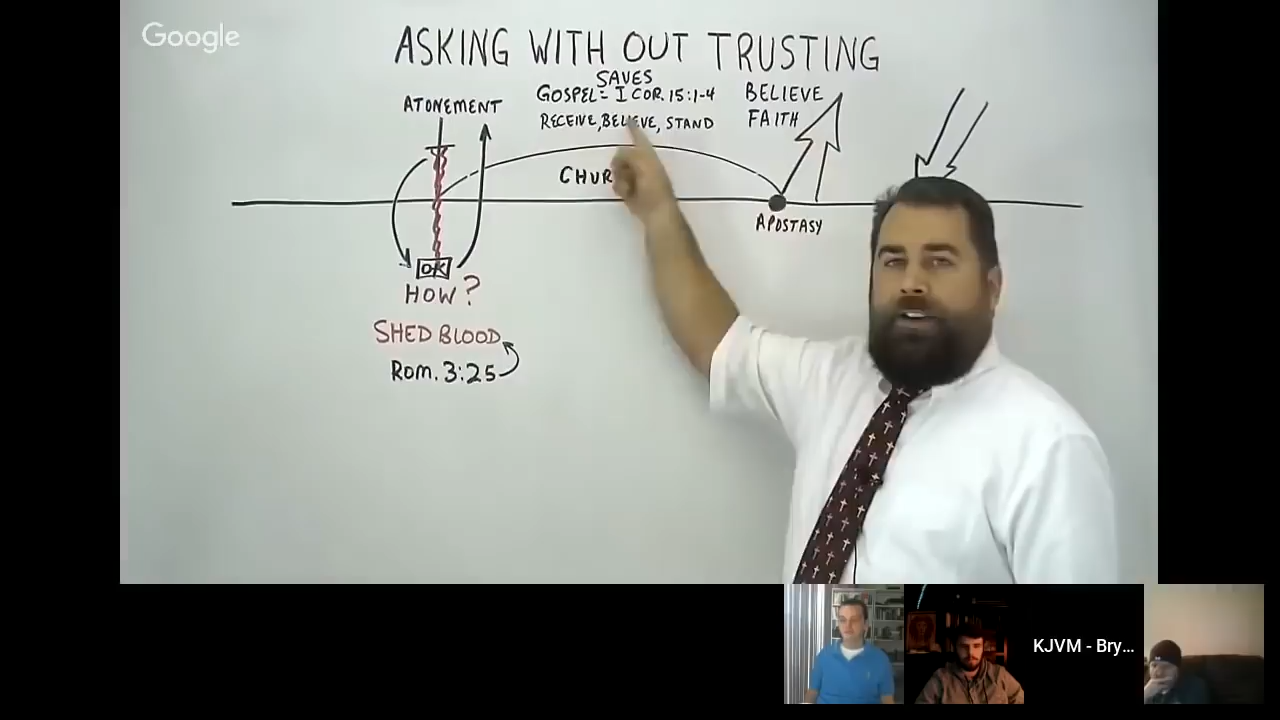 Google
ASKING WITH OUT TRUSTING
SAVES
ATONEMENT
GOSPEL = I COR. 15:1-4
RECEIVE, BELIEVE, STAND
BELIEVE
FAITH
CHUR
APOSTASY
OK
HOW?
SHED BLOOD
ROM. 3:25
KJVM - Bry...